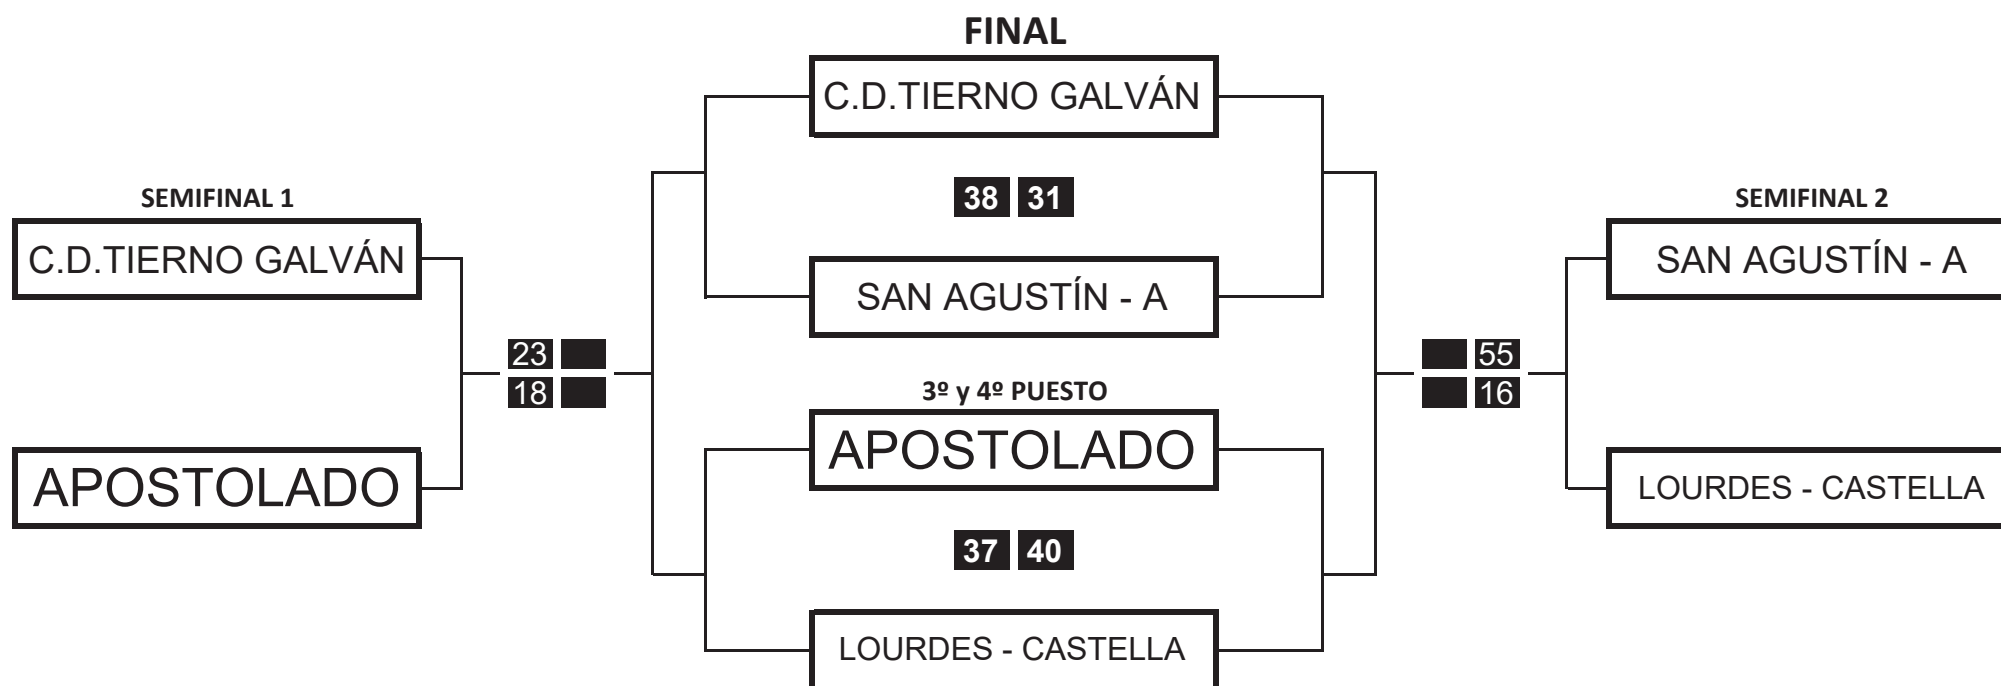 FINAL
C.D.TIERNO GALVÁN
38 31
SEMIFINAL 1
SEMIFINAL 2
C.D.TIERNO GALVÁN
SAN AGUSTÍN - A
SAN AGUSTÍN - A
23
55
18
16
3º y 4º PUESTO
APOSTOLADO
APOSTOLADO
LOURDES - CASTELLA
37 40
LOURDES - CASTELLA